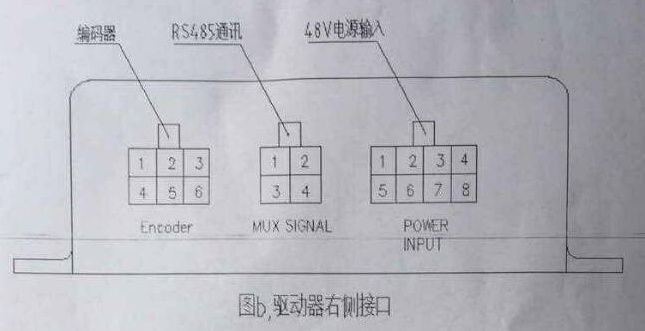 编码器
RS485通讯
48V电源输入
1 2 3
4 5 6
1 2
3 4
1 2 3 4
5 6 7 8
Encoder
MUX SIGNAL
POWER
INPUT
图b,驱动器右侧接口